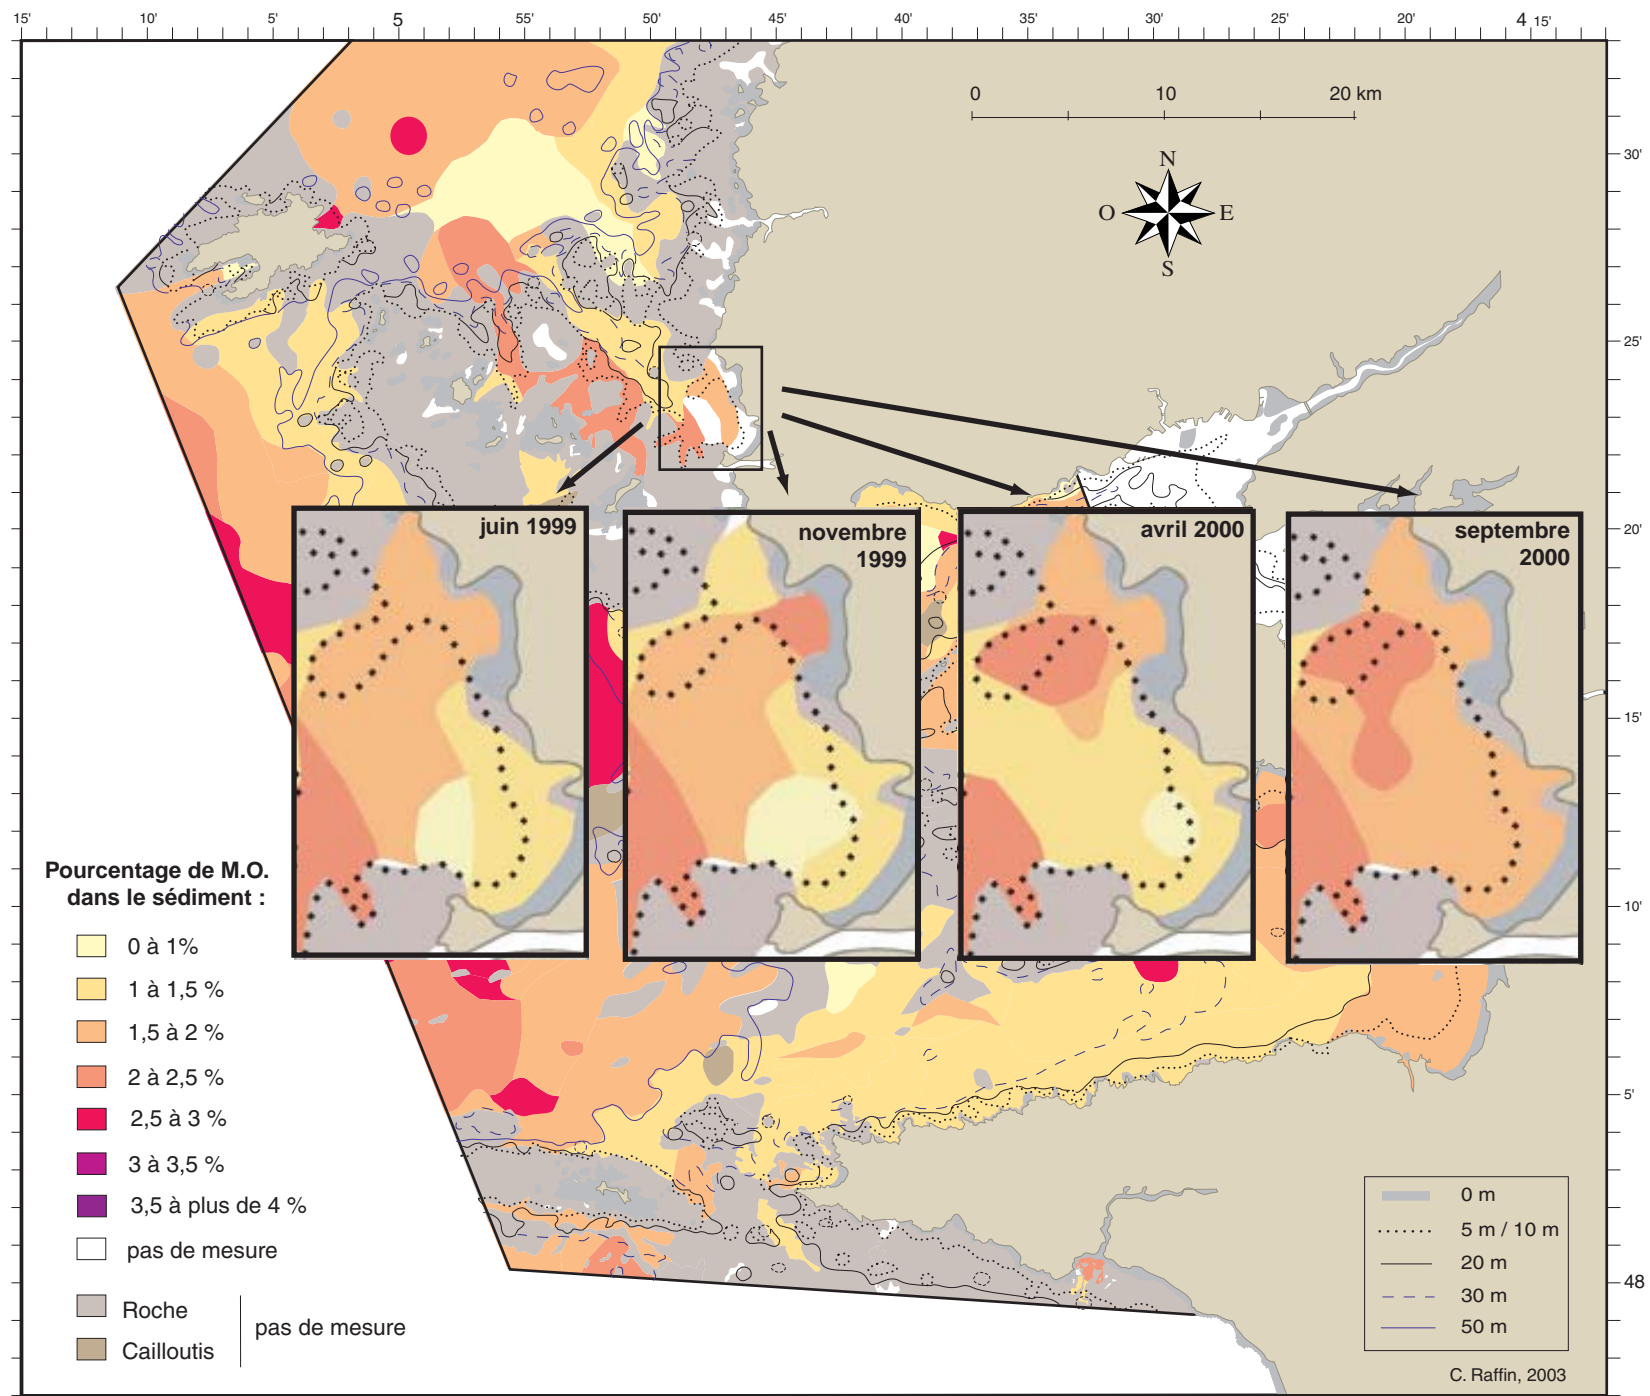 15' 10' 5' 5 55' 50' 45' 40' 35' 30' 25' 20' 4 15'
0 10 20 km
N
O E
S
30'
25'
20'
15'
10'
5'
48
juin 1999
novembre
1999
avril 2000
septembre
2000
Pourcentage de M.O.
dans le sédiment :
0 à 1%
1 à 1,5 %
1,5 à 2 %
2 à 2,5 %
2,5 à 3 %
3 à 3,5 %
3,5 à plus de 4 %
pas de mesure
Roche
Cailloutis
pas de mesure
0 m
5 m / 10 m
20 m
30 m
50 m
C. Raffin, 2003